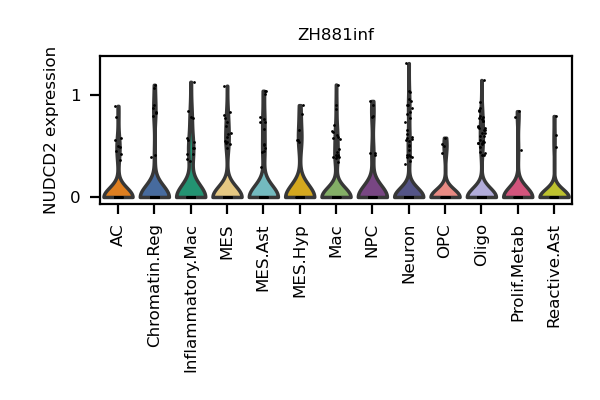 ZH881inf
NUDCD2 expression
1
0
AC
Chromatin.Reg
Inflammatory.Mac
MES
MES.Ast
MES.Hyp
Mac
NPC
Neuron
OPC
Oligo
Prolif.Metab
Reactive.Ast